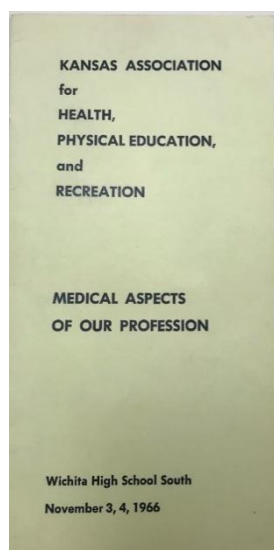 KANSAS ASSOCIATION
for
HEALTH,
PHYSICAL EDUCATION,
and
RECREATION
MEDICAL ASPECTS
OF OUR PROFESSION
Wichita High School South
November 3, 4, 1966